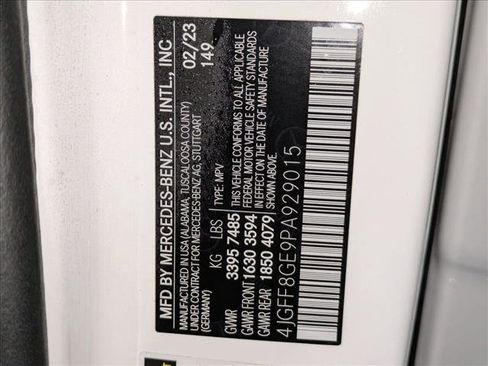 MFD BY MERCEDES-BENZ U.S. INTL., INC
MANUFACTURED IN USA (ALABAMA, TUSCALOOSA COUNTY)
UNDER CONTRACT FOR MERCEDES-BENZ AG, STUTTGART
02/23
149
TYPE: MPV
KG LBS
GWR 3395 7485
GAWR FRONT 1630 3594
GAWR REAR 1850 4079
THIS VEHICLE CONFORMS TO ALL APPLICABLE
FEDERAL MOTOR VEHICLE SAFETY STANDARDS
IN EFFECT ON THE DATE OF MANUFACTURE
SHOWN ABOVE.
4JGFF8GE9PA929015